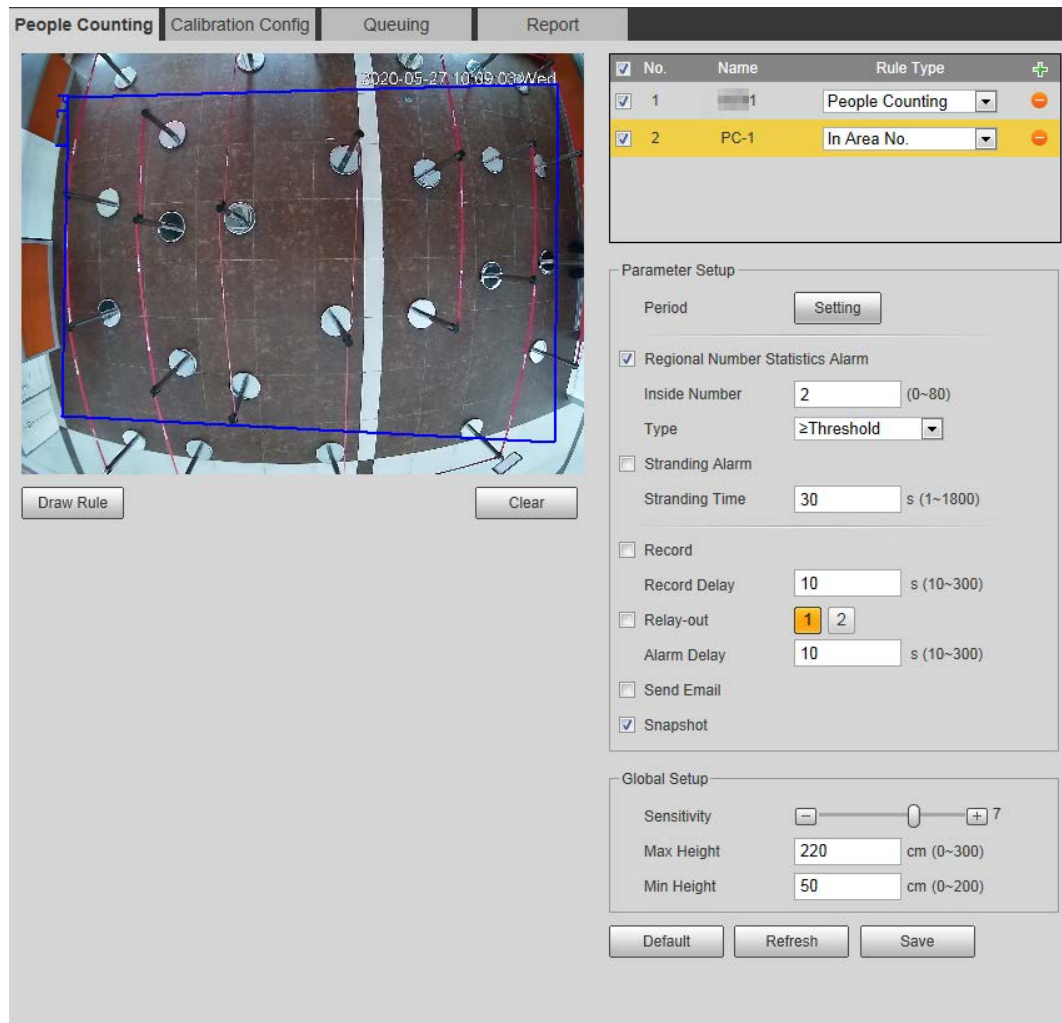 People Counting Calibration Config Queuing Report
2020-05-27 10:09:03 Wed
No. Name Rule Type
1 1 People Counting
2 PC-1 In Area No.
Parameter Setup
Period Setting
Regional Number Statistics Alarm
Inside Number 2 (0~80)
Type ≥Threshold
Stranding Alarm
Stranding Time 30 s (1~1800)
Draw Rule Clear
Record
Record Delay 10 s (10~300)
Relay-out 1 2
Alarm Delay 10 s (10~300)
Send Email
Snapshot
Global Setup
Sensitivity 7
Max Height 220 cm (0~300)
Min Height 50 cm (0~200)
Default Refresh Save